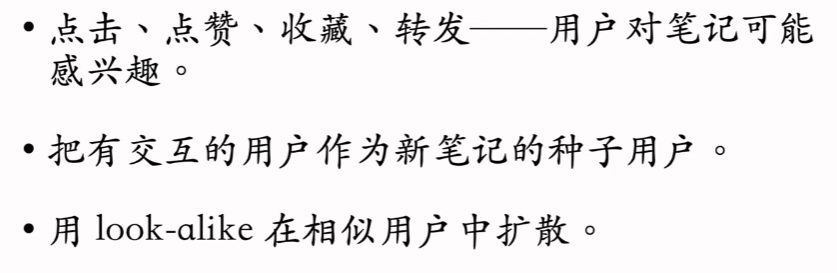 • 点击、点赞、收藏、转发——用户对笔记可能
感兴趣。
• 把有交互的用户作为新笔记的种子用户。
• 用 look-alike 在相似用户中扩散。